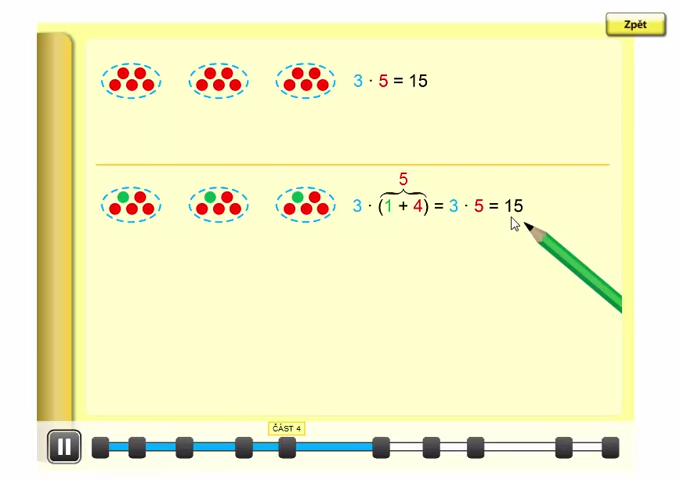 Zpět
3 · 5 = 15
5
3 · (1 + 4) = 3 · 5 = 15
ČÁST 4